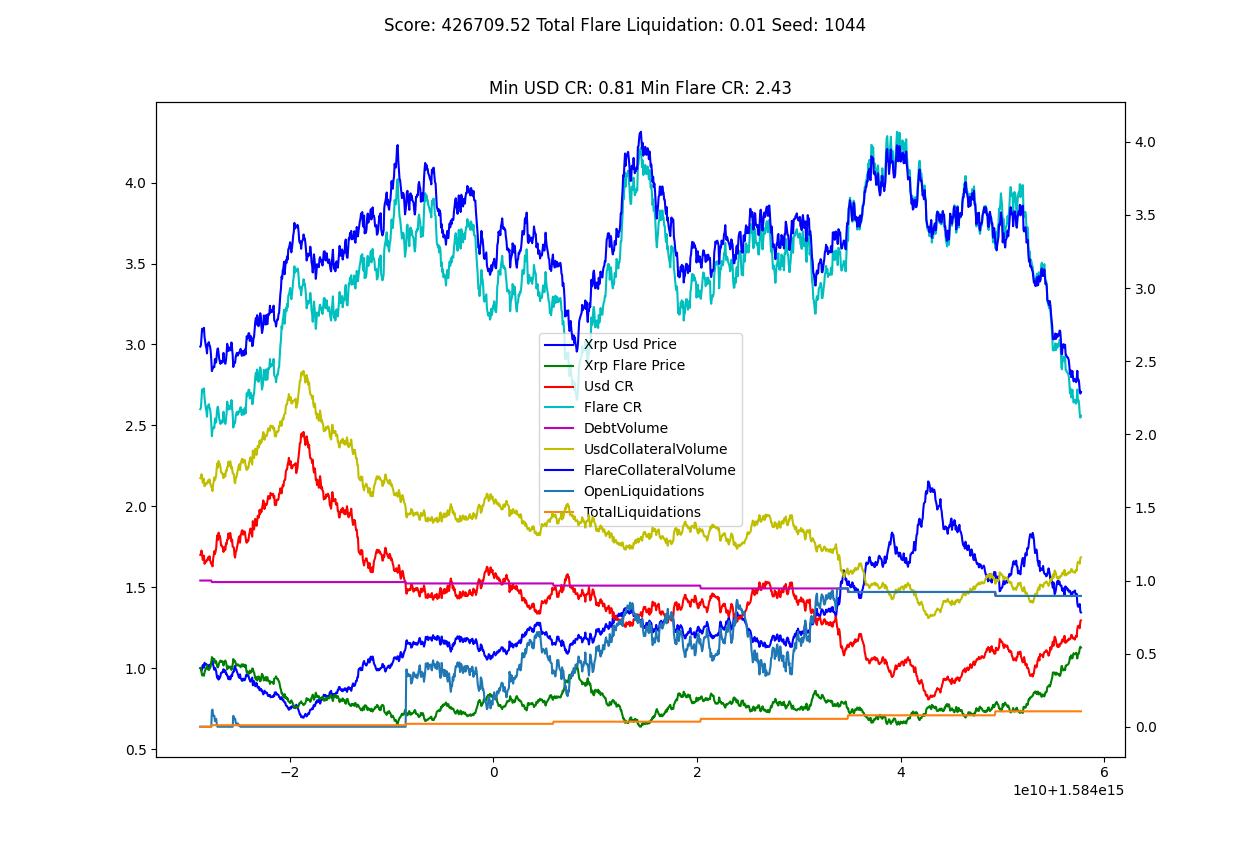 Score: 426709.52 Total Flare Liquidation: 0.01 Seed: 1044
Min USD CR: 0.81 Min Flare CR: 2.43
4.0
3.5
3.0
2.5
2.0
1.5
1.0
0.5
4.0
3.5
3.0
2.5
2.0
1.5
1.0
0.5
0.0
Xrp Usd Price
Xrp Flare Price
Usd CR
Flare CR
DebtVolume
UsdCollateralVolume
FlareCollateralVolume
OpenLiquidations
TotalLiquidations
−2
0
2
4
6
1e10+1.584e15